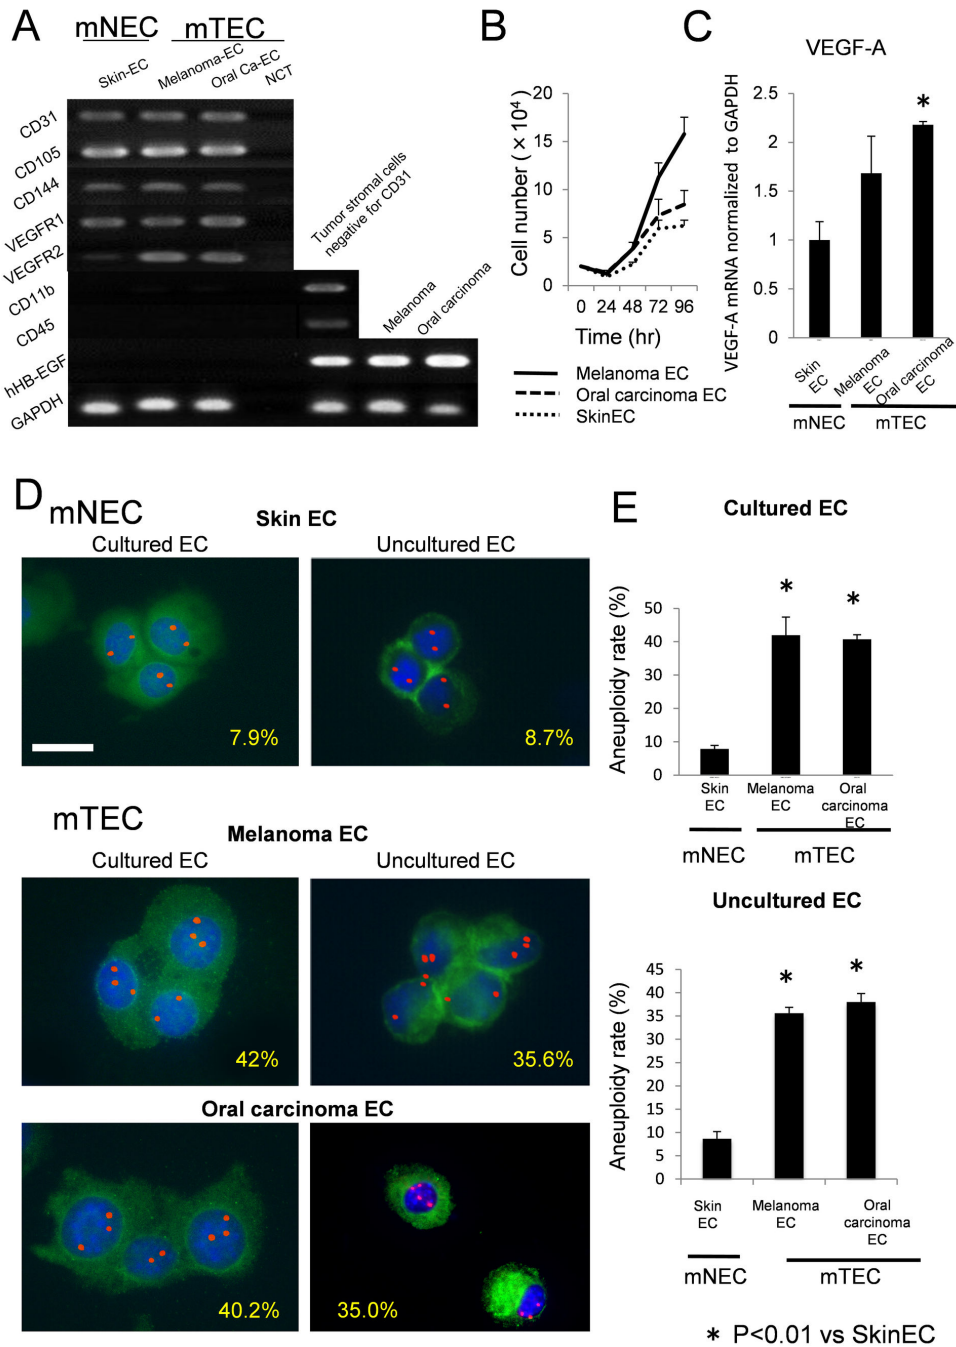 A
mNEC mTEC
Skin-EC
Melanoma-EC
Oral Ca-EC
NCT
CD31
CD105
CD144
VEGFR1
VEGFR2
CD11b
CD45
hHB-EGF
GAPDH
Tumor stromal cells
negative for CD31
Melanoma
Oral carcinoma
B
Cell nunber (×10⁴)
20
15
10
5
0
0 24 48 72 96
Time (hr)
Melanoma EC
Oral carcinoma EC
SkinEC
C
VEGF-A
VEGF-A mRNA normalized to GAPDH
2.5
2
1.5
1
0.5
0
*
Skin
EC
Melanoma
EC
Oral carcinoma
EC
mNEC mTEC
D
mNEC
Skin EC
Cultured EC Uncultured EC
7.9% 8.7%
mTEC
Melanoma EC
Cultured EC Uncultured EC
42% 35.6%
Oral carcinoma EC
40.2% 35.0%
E
Cultured EC
Aneuploidy rate (%)
50
40
30
20
10
0
* *
Skin
EC
Melanoma
EC
Oral
carcinoma
EC
mNEC mTEC
Uncultured EC
Aneuploidy rate (%)
45
40
35
30
25
20
15
10
5
0
* *
Skin
EC
Melanoma
EC
Oral
carcinoma
EC
mNEC mTEC
* P<0.01 vs SkinEC